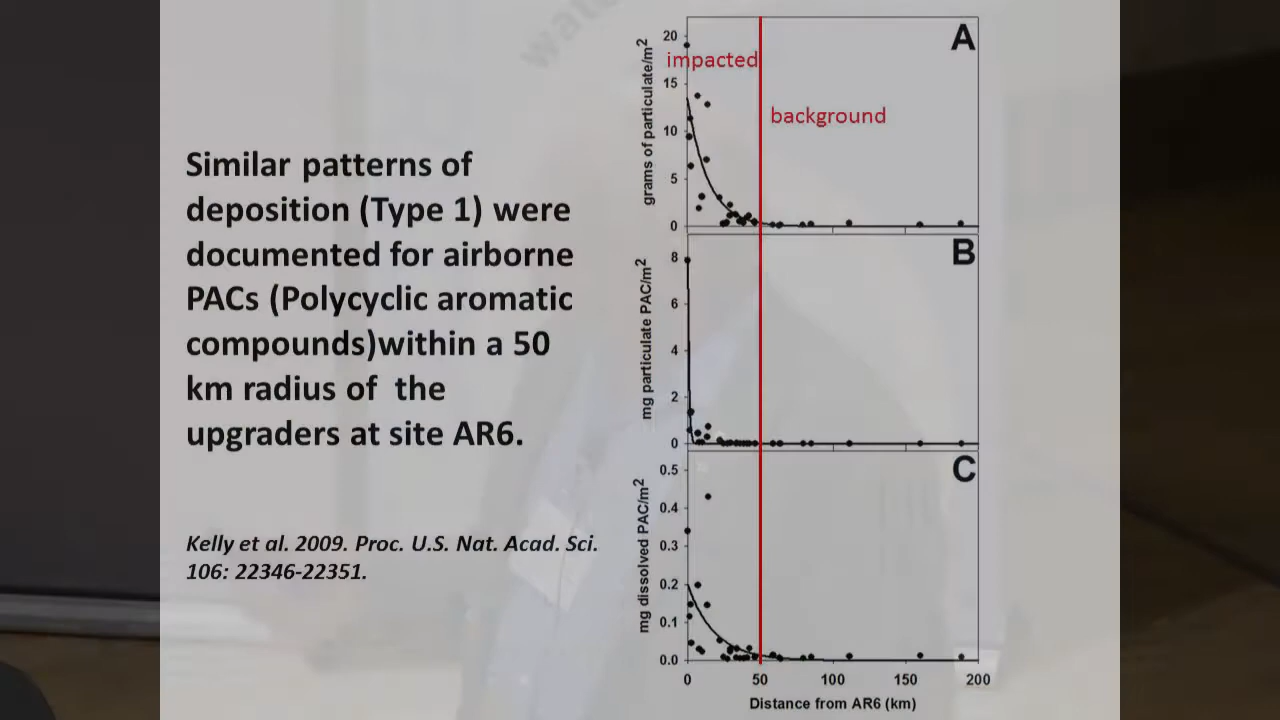 Similar patterns of
deposition (Type 1) were
documented for airborne
PACs (Polycyclic aromatic
compounds)within a 50
km radius of the
upgraders at site AR6.
Kelly et al. 2009. Proc. U.S. Nat. Acad. Sci.
106: 22346-22351.
wate
A
grams of particulate/m2
20
15
10
5
0
impacted
background
B
mg particulate PAC/m2
8
6
4
2
0
C
mg dissolved PAC/m2
0.5
0.4
0.3
0.2
0.1
0.0
0 50 100 150 200
Distance from AR6 (km)